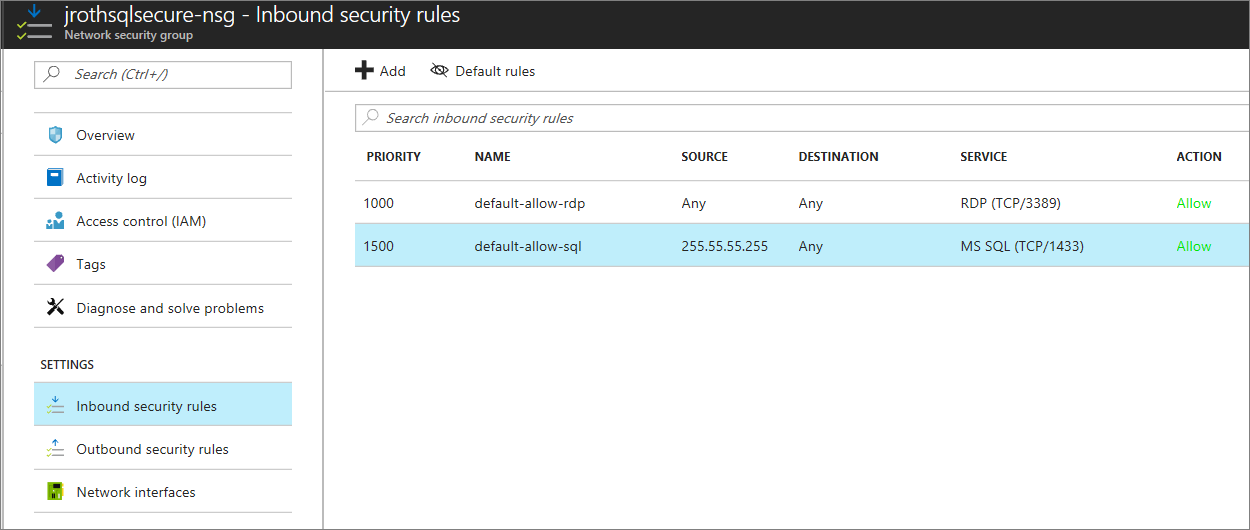 jrothsqlsecure-nsg - Inbound security rules
Network security group
Search (Ctrl+/)
Overview
Activity log
Access control (IAM)
Tags
Diagnose and solve problems
SETTINGS
Inbound security rules
Outbound security rules
Network interfaces
Add Default rules
Search inbound security rules
PRIORITY NAME SOURCE DESTINATION SERVICE ACTION
1000 default-allow-rdp Any Any RDP (TCP/3389) Allow
1500 default-allow-sql 255.55.55.255 Any MS SQL (TCP/1433) Allow